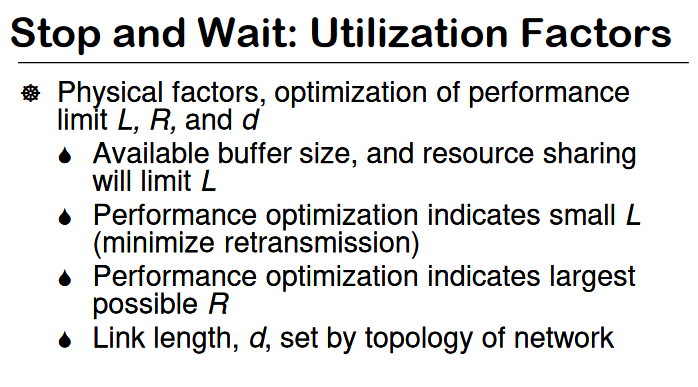 Stop and Wait: Utilization Factors
Physical factors, optimization of performance
limit L, R, and d
Available buffer size, and resource sharing
will limit L
Performance optimization indicates small L
(minimize retransmission)
Performance optimization indicates largest
possible R
Link length, d, set by topology of network